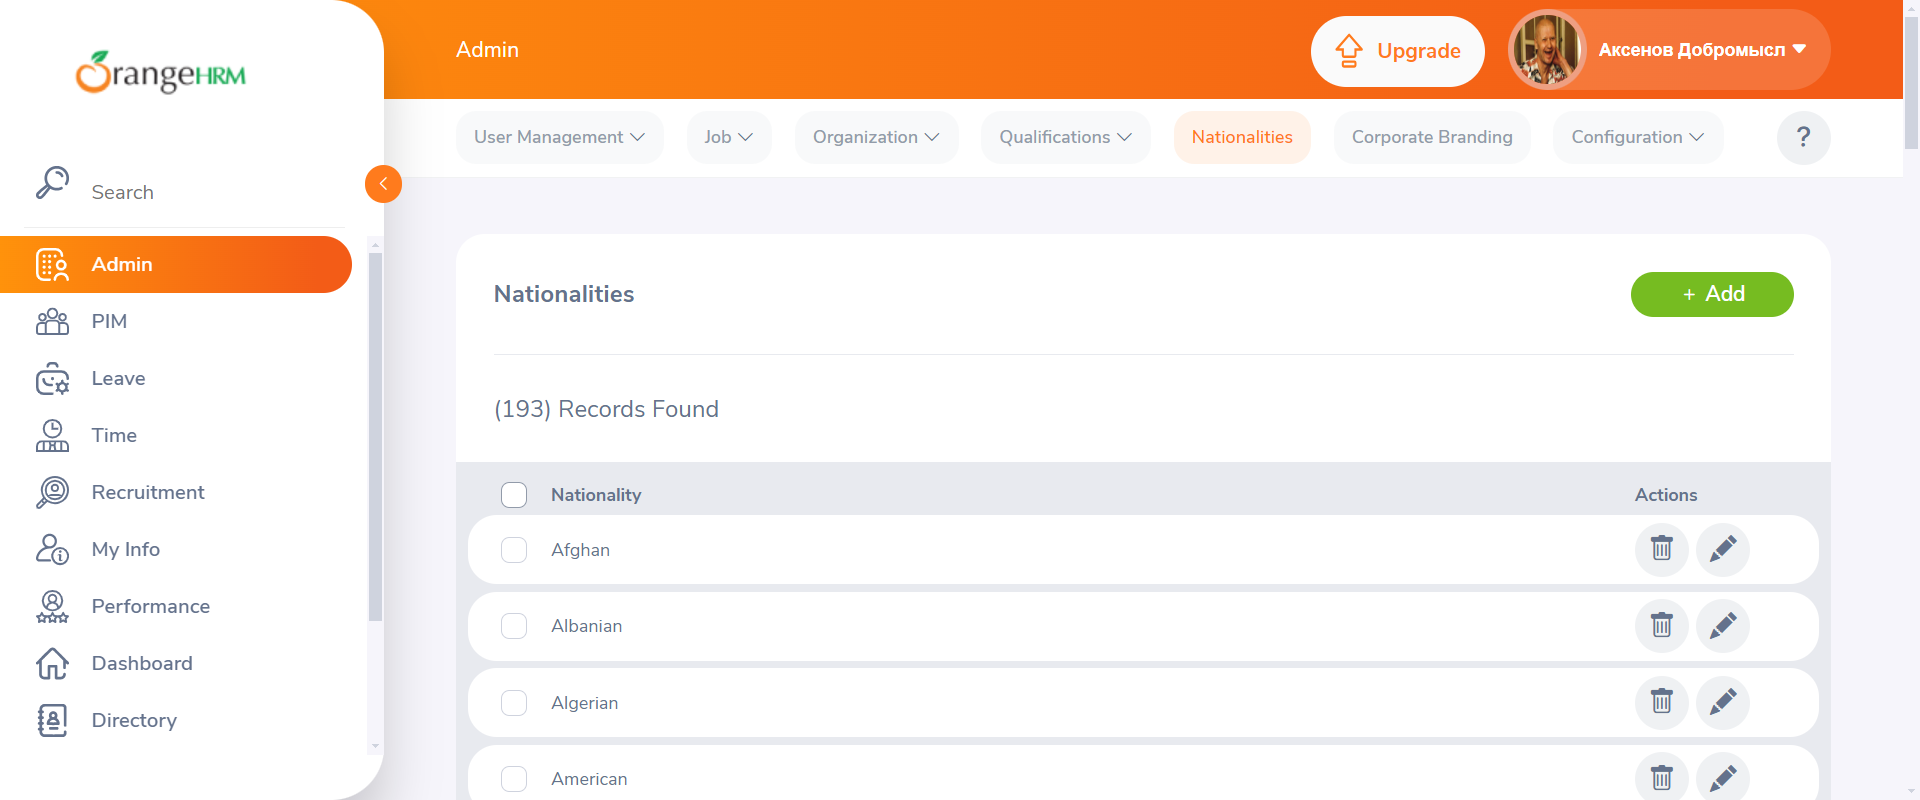 OrangeHRM
Search
Admin
PIM
Leave
Time
Recruitment
My Info
Performance
Dashboard
Directory
Admin
Upgrade
Аксенов Добромысл
User Management
Job
Organization
Qualifications
Nationalities
Corporate Branding
Configuration
?
Nationalities
+ Add
(193) Records Found
Nationality
Actions
Afghan
Albanian
Algerian
American